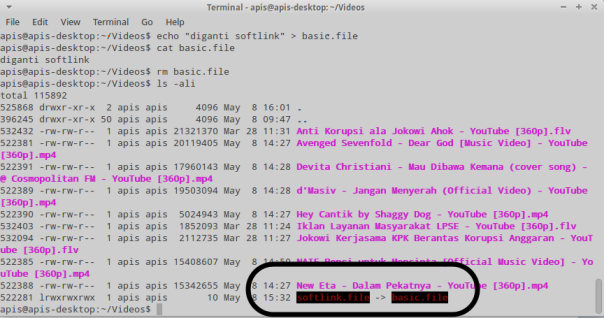 Terminal - apis@apis-desktop: ~/Videos
File Edit View Terminal Go Help
apis@apis-desktop:~/Videos$ echo "diganti softlink" > basic.file
apis@apis-desktop:~/Videos$ cat basic.file
diganti softlink
apis@apis-desktop:~/Videos$ rm basic.file
apis@apis-desktop:~/Videos$ ls -ali
total 115892
525868 drwxr-xr-x 2 apis apis 4096 May 8 16:01 .
396245 drwxr-xr-x 50 apis apis 4096 May 8 09:47 ..
532432 -rw-rw-r-- 1 apis apis 21321370 Mar 28 11:31 Anti Korupsi ala Jokowi Ahok - YouTube [360p].flv
522381 -rw-rw-r-- 1 apis apis 20119405 May 8 14:27 Avenged Sevenfold - Dear God [Music Video] - YouTube
[360p].mp4
522391 -rw-rw-r-- 1 apis apis 17960143 May 8 14:28 Devita Christiani - Mau Dibawa Kemana (cover song) -
@ Cosmopolitan FM - YouTube [360p].mp4
522389 -rw-rw-r-- 1 apis apis 19503094 May 8 14:28 d'Masiv - Jangan Menyerah (Official Video) - YouTube
[360p].mp4
522390 -rw-rw-r-- 1 apis apis 5024943 May 8 14:27 Hey Cantik by Shaggy Dog - YouTube [360p].mp4
532403 -rw-rw-r-- 1 apis apis 1852093 Mar 28 11:24 Iklan Layanan Masyarakat LPSE - YouTube [360p].flv
532094 -rw-rw-r-- 1 apis apis 2112735 Mar 28 11:27 Jokowi Kerjasama KPK Berantas Korupsi Anggaran - YouT
ube [360p].flv
522385 -rw-rw-r-- 1 apis apis 15408607 May 8 14:50 Mencinta (Official Music Video] - Yo
uTube [360p].mp4
522388 -rw-rw-r-- 1 apis apis 15342655 May 8 14:27 New Eta - Dalam Pekatnya - YouTube [360p].mp4
522281 lrwxrwxrwx 1 apis apis 10 May 8 15:32 softlink.file -> basic.file
apis@apis-desktop:~/Videos$